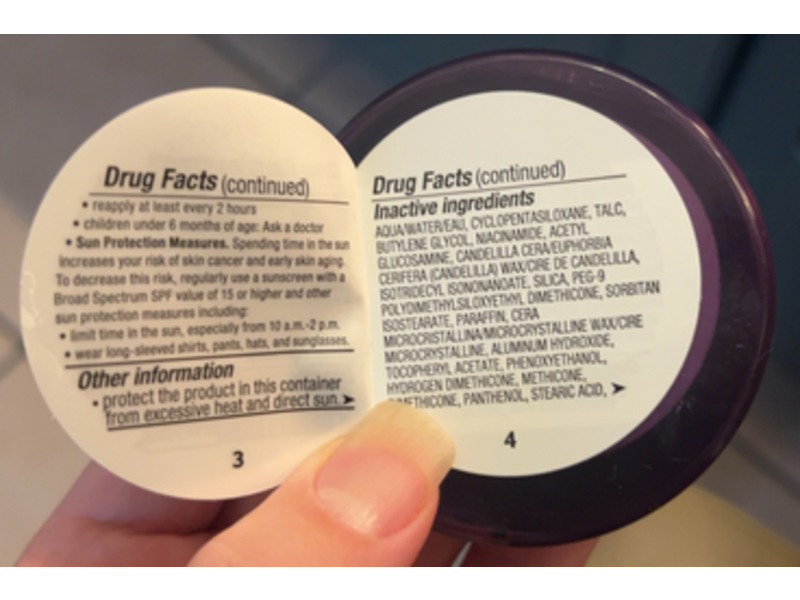 Drug Facts (continued)
• reapply at least every 2 hours
• children under 6 months of age: Ask a doctor
• Sun Protection Measures. Spending time in the sun
increases your risk of skin cancer and early skin aging.
To decrease this risk, regularly use a sunscreen with a
Broad Spectrum SPF value of 15 or higher and other
sun protection measures including:
• limit time in the sun, especially from 10 a.m.-2 p.m.
• wear long-sleeved shirts, pants, hats, and sunglasses.
Other information
• protect the product in this container
from excessive heat and direct sun. ➤
3
Drug Facts (continued)
Inactive ingredients
AQUA/WATER/EAU, CYCLOPENTASILOXANE, TALC,
BUTYLENE GLYCOL, NIACINAMIDE, ACETYL
GLUCOSAMINE, CANDELILLA CERA/EUPHORBIA
CERIFERA (CANDELILLA) WAX/CIRE DE CANDELILLA,
ISOTRIDECYL ISONONANOATE, SILICA, PEG-9
POLYDIMETHYLSILOXYETHYL DIMETHICONE, SORBITAN
ISOSTEARATE, PARAFFIN, CERA
MICROCRISTALLINA/MICROCRYSTALLINE WAX/CIRE
MICROCRYSTALLINE, ALUMINUM HYDROXIDE,
TOCOPHERYL ACETATE, PHENOXYETHANOL,
HYDROGEN DIMETHICONE, METHICONE,
DIMETHICONE, PANTHENOL, STEARIC ACID, ➤
4